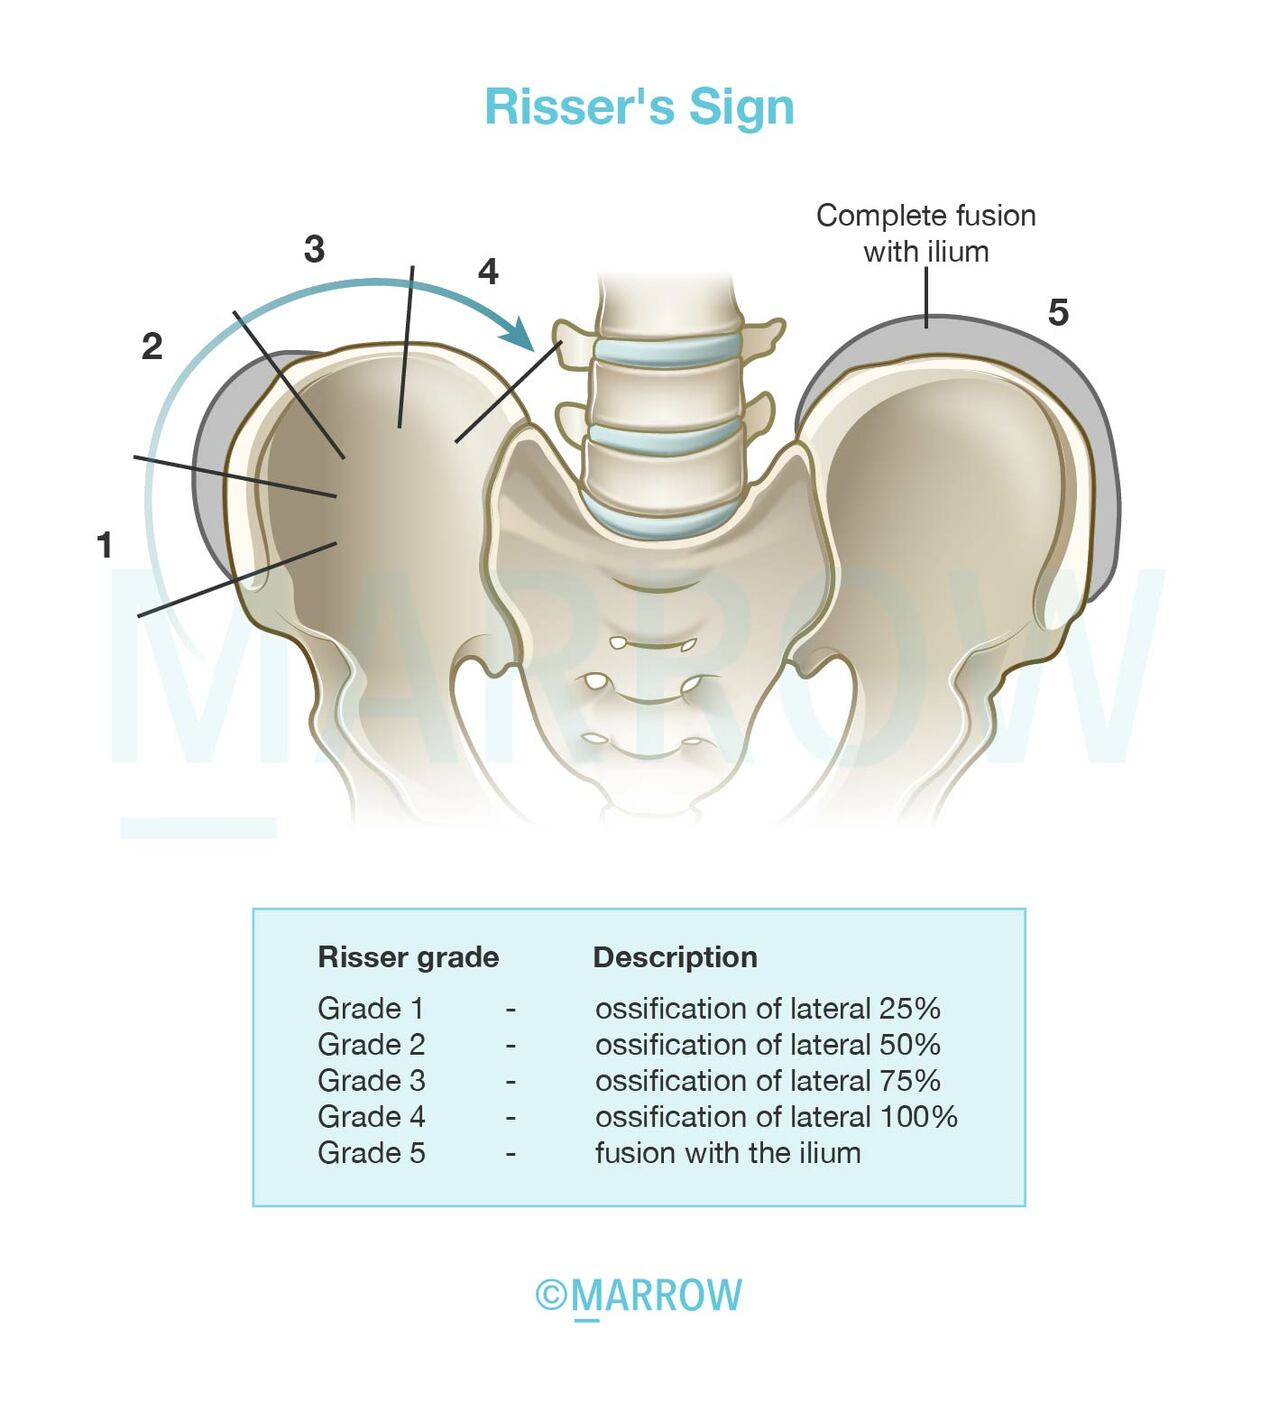 Risser's Sign
Complete fusion
with ilium
1
2
3
4
5
MARROW
Risser grade Description
Grade 1 - ossification of lateral 25%
Grade 2 - ossification of lateral 50%
Grade 3 - ossification of lateral 75%
Grade 4 - ossification of lateral 100%
Grade 5 - fusion with the ilium
©MARROW